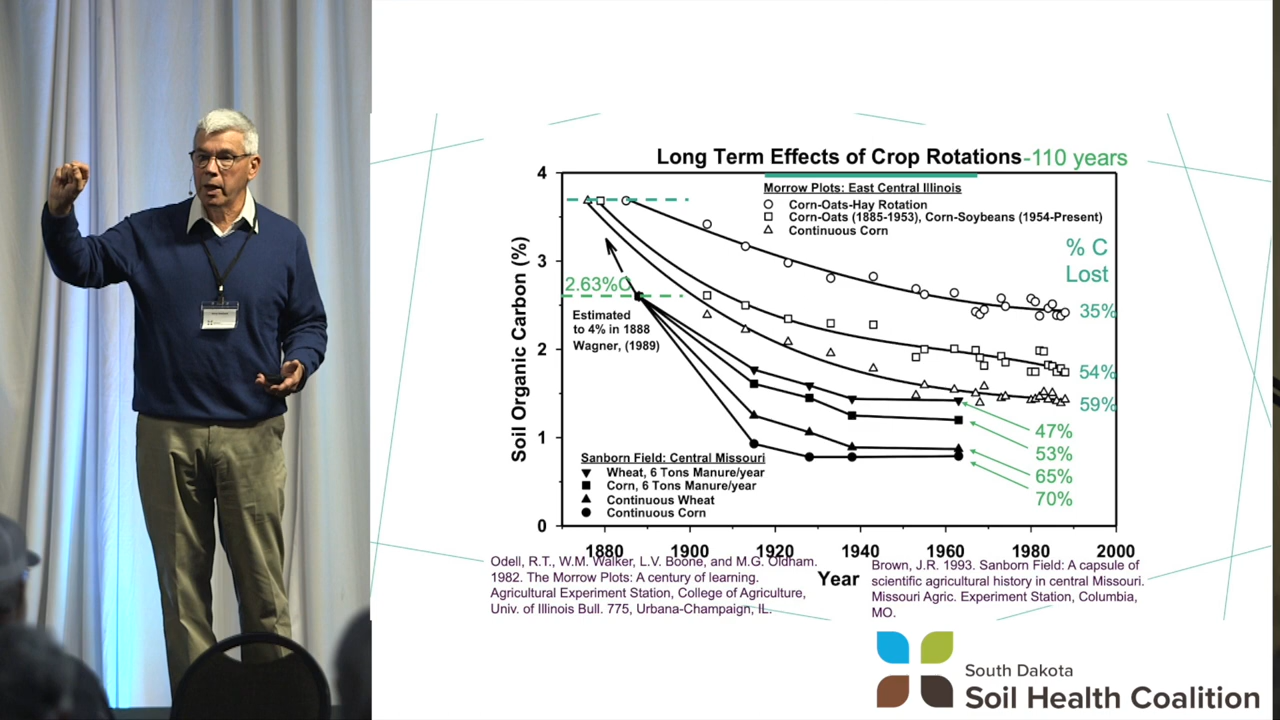 Long Term Effects of Crop Rotations-110 years
4
3
2
1
0
Soil Organic Carbon (%)
Morrow Plots: East Central Illinois
Corn-Oats-Hay Rotation
Corn-Oats (1885-1953), Corn-Soybeans (1954-Present)
Continuous Corn
% C
Lost
2.63%C
Estimated
to 4% in 1888
Wagner, (1989)
35%
54%
59%
47%
53%
65%
70%
Sanborn Field: Central Missouri
Wheat, 6 Tons Manure/year
Corn, 6 Tons Manure/year
Continuous Wheat
Continuous Corn
1880 1900 1920 1940 1960 1980 2000
Year
Odell, R.T., W.M. Walker, L.V. Boone, and M.G. Oldham.
1982. The Morrow Plots: A century of learning.
Agricultural Experiment Station, College of Agriculture,
Univ. of Illinois Bull. 775, Urbana-Champaign, IL.
Brown, J.R. 1993. Sanborn Field: A capsule of
scientific agricultural history in central Missouri.
Missouri Agric. Experiment Station, Columbia,
MO.
South Dakota
Soil Health Coalition